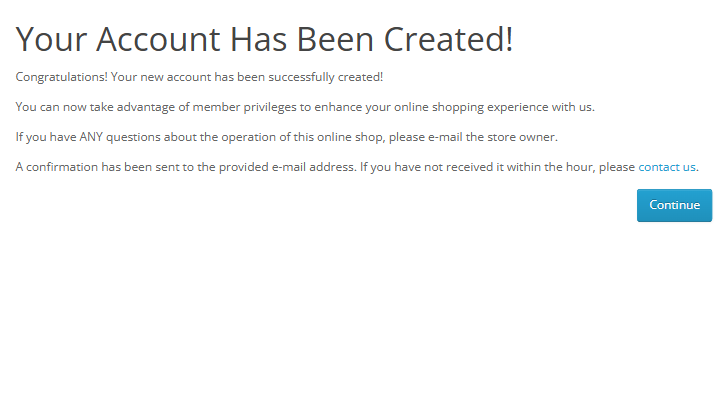 Your Account Has Been Created!
Congratulations! Your new account has been successfully created!
You can now take advantage of member privileges to enhance your online shopping experience with us.
If you have ANY questions about the operation of this online shop, please e-mail the store owner.
A confirmation has been sent to the provided e-mail address. If you have not received it within the hour, please contact us.
Continue